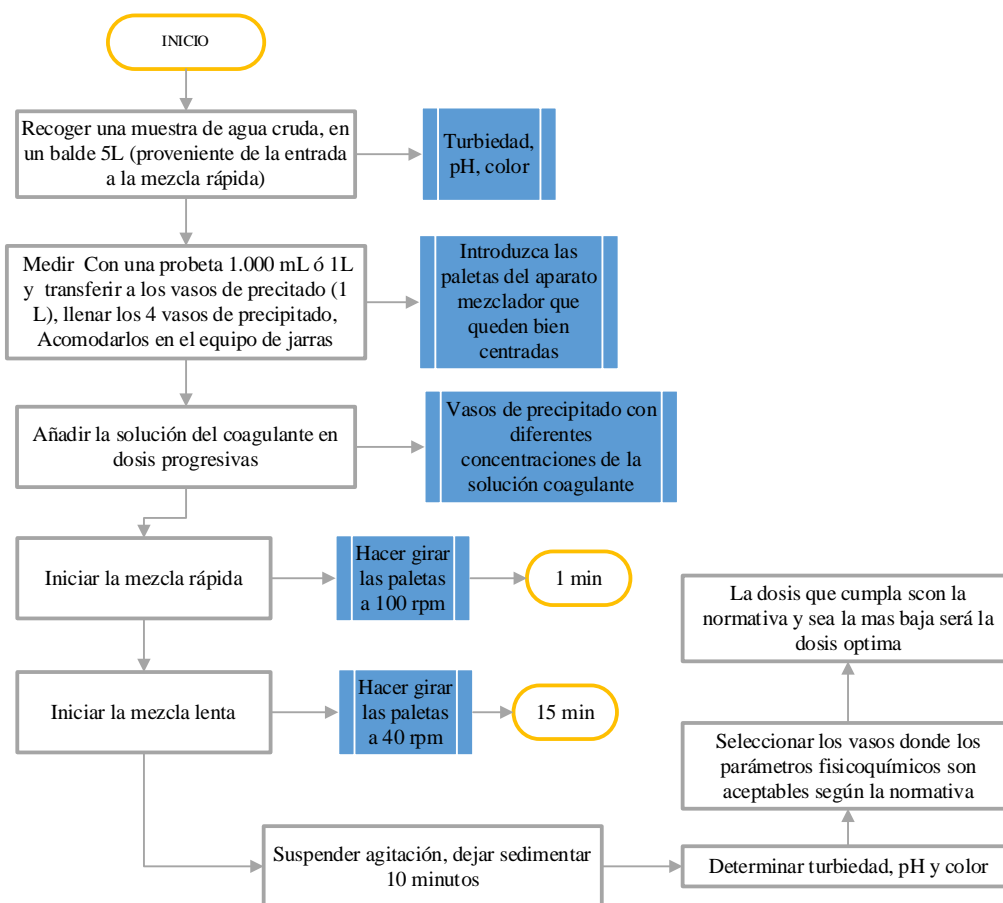 INICIO
Recoger una muestra de agua cruda, en
un balde 5L (proveniente de la entrada
a la mezcla rápida)
Turbiedad,
pH, color
Medir Con una probeta 1.000 mL ó 1L
y transferir a los vasos de precitado (1
L), llenar los 4 vasos de precipitado,
Acomodarlos en el equipo de jarras
Introduzca las
paletas del aparato
mezclador que
queden bien
centradas
Añadir la solución del coagulante en
dosis progresivas
Vasos de precipitado con
diferentes
concentraciones de la
solución coagulante
Iniciar la mezcla rápida
Hacer girar
las paletas
a 100 rpm
1 min
Iniciar la mezcla lenta
Hacer girar
las paletas
a 40 rpm
15 min
Suspender agitación, dejar sedimentar
10 minutos
Determinar turbiedad, pH y color
Seleccionar los vasos donde los
parámetros fisicoquímicos son
aceptables según la normativa
La dosis que cumpla scon la
normativa y sea la mas baja será la
dosis optima